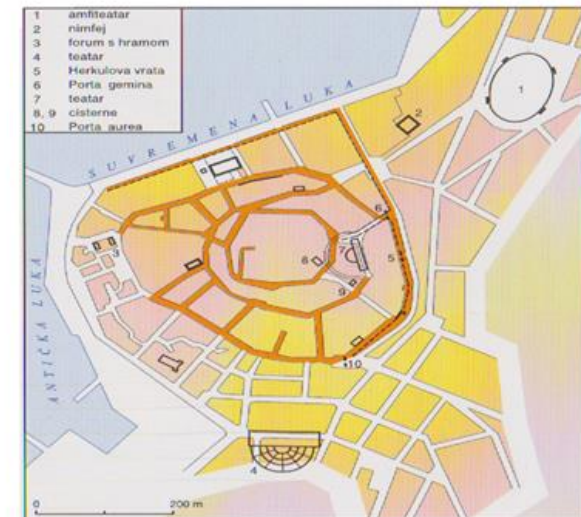 1 amfiteatar
2 nimfej
3 forum s hramom
4 teatar
5 Herkulova vrata
6 Porta gemina
7 teatar
8, 9 cisterne
10 Porta aurea
SUVREMENA LUKA
ANTIČKA LUKA
1
2
3
6
7
5
8
9
10
4
0 200 m